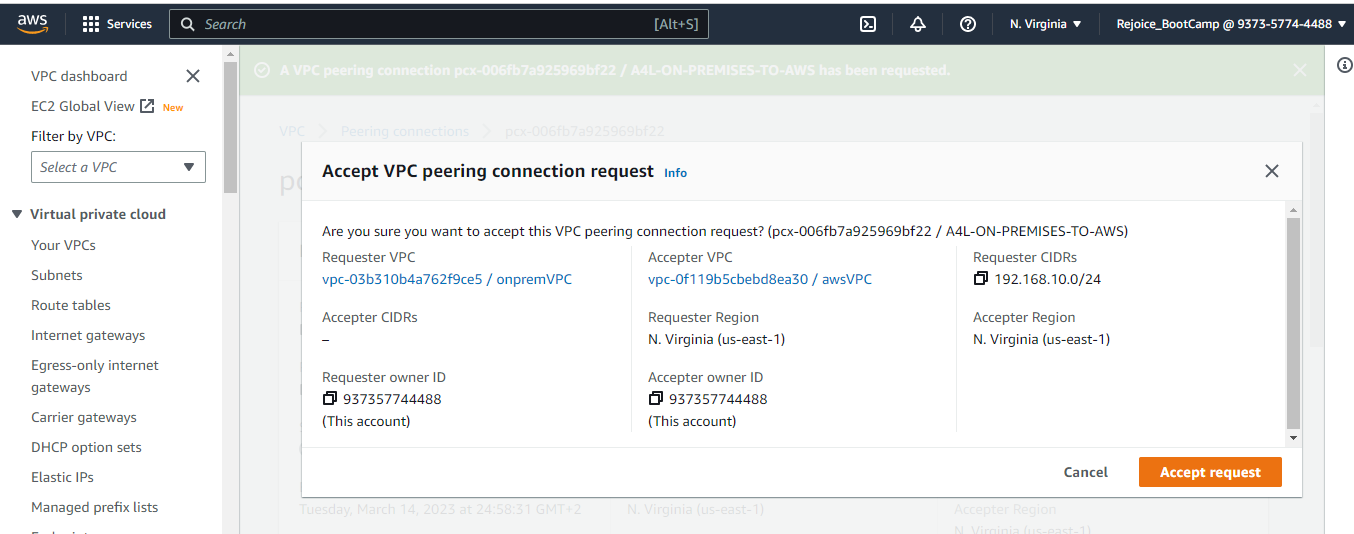 aws
Services
Search
[Alt+S]
N. Virginia
Rejoice_BootCamp @ 9373-5774-4488
VPC dashboard
EC2 Global View New
Filter by VPC:
Select a VPC
Virtual private cloud
Your VPCs
Subnets
Route tables
Internet gateways
Egress-only internet
gateways
Carrier gateways
DHCP option sets
Elastic IPs
Managed prefix lists
A VPC peering connection pcx-006fb7a925969bf22 / A4L-ON-PREMISES-TO-AWS has been requested.
VPC
Peering connections
pcx-006fb7a925969bf22
Accept VPC peering connection request Info
Are you sure you want to accept this VPC peering connection request? (pcx-006fb7a925969bf22 / A4L-ON-PREMISES-TO-AWS)
Requester VPC
vpc-03b310b4a762f9ce5 / onpremVPC
Accepter VPC
vpc-0f119b5cbebd8ea30 / awsVPC
Requester CIDRs
192.168.10.0/24
Accepter CIDRs
–
Requester Region
N. Virginia (us-east-1)
Accepter Region
N. Virginia (us-east-1)
Requester owner ID
937357744488
(This account)
Accepter owner ID
937357744488
(This account)
Cancel
Accept request
Tuesday, March 14, 2023 at 24:58:31 GMT+2
N. Virginia (us-east-1)
Accepter Region
N. Virginia (us-east-1)